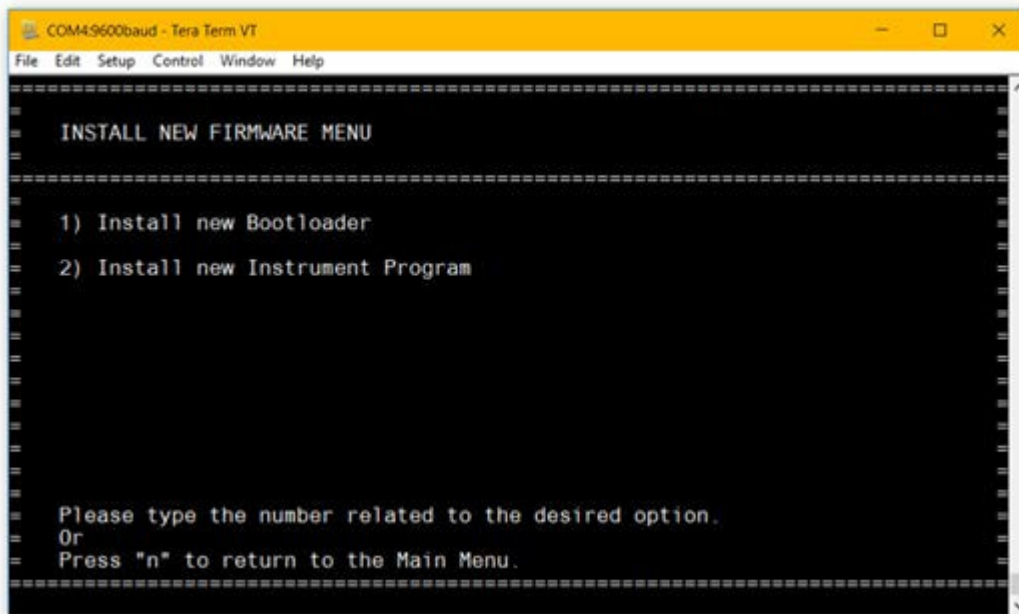 COM4:9600baud - Tera Term VT
File Edit Setup Control Window Help
INSTALL NEW FIRMWARE MENU
1) Install new Bootloader
2) Install new Instrument Program
Please type the number related to the desired option.
Or
Press "n" to return to the Main Menu.